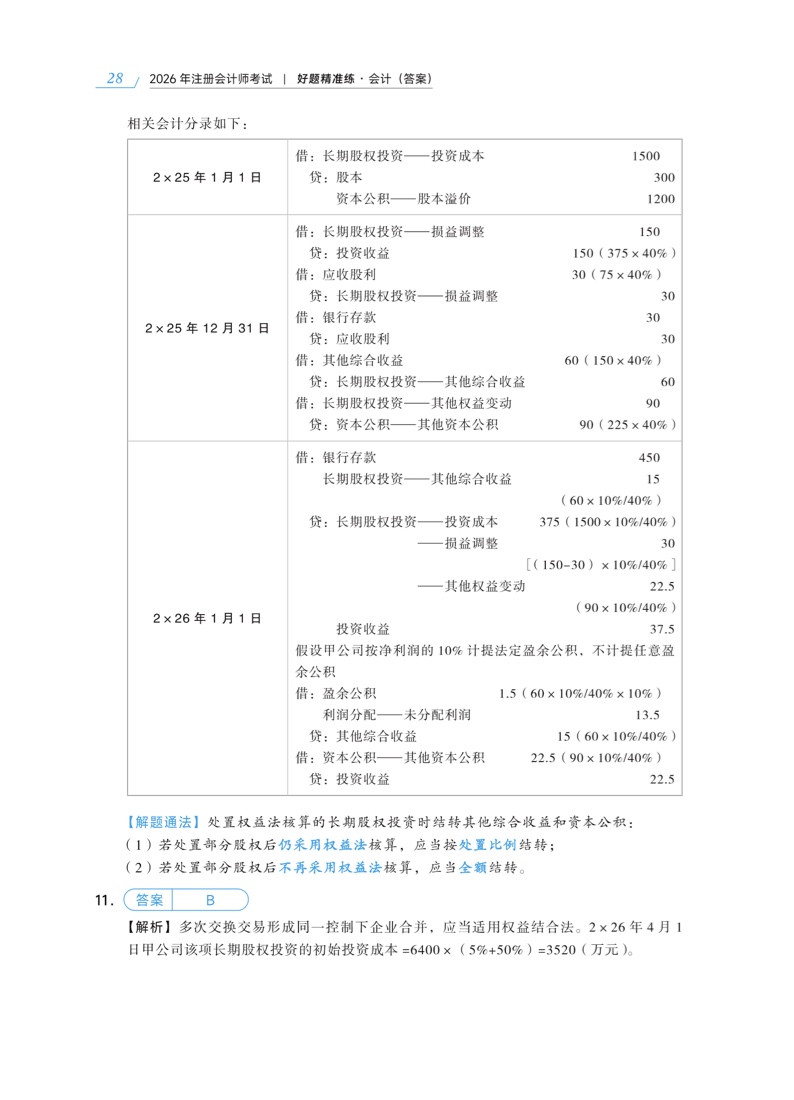 28 2026 年注册会计师考试 | 好题精准练·会计(答案)
相关会计分录如下:
2×25 年 1 月 1 日
借:长期股权投资——投资成本 1500
贷:股本 300
资本公积——股本溢价 1200
2×25 年 12 月 31 日
借:长期股权投资——损益调整 150
贷:投资收益 150(375×40%)
借:应收股利 30(75×40%)
贷:长期股权投资——损益调整 30
借:银行存款 30
贷:应收股利 30
借:其他综合收益 60(150×40%)
贷:长期股权投资——其他综合收益 60
借:长期股权投资——其他权益变动 90
贷:资本公积——其他资本公积 90(225×40%)
2×26 年 1 月 1 日
借:银行存款 450
长期股权投资——其他综合收益 15
(60×10%/40%)
贷:长期股权投资——投资成本 375(1500×10%/40%)
——损益调整 30
[(150-30)×10%/40%]
——其他权益变动 22.5
(90×10%/40%)
投资收益 37.5
假设甲公司按净利润的 10% 计提法定盈余公积,不计提任意盈
余公积
借:盈余公积 1.5(60×10%/40%×10%)
利润分配——未分配利润 13.5
贷:其他综合收益 15(60×10%/40%)
借:资本公积——其他资本公积 22.5(90×10%/40%)
贷:投资收益 22.5
【解题通法】处置权益法核算的长期股权投资时结转其他综合收益和资本公积:
(1)若处置部分股权后仍采用权益法核算,应当按处置比例结转;
(2)若处置部分股权后不再采用权益法核算,应当全额结转。
11. 答案 B
【解析】多次交换交易形成同一控制下企业合并,应当适用权益结合法。2×26 年 4 月 1
日甲公司该项长期股权投资的初始投资成本 =6400×(5%+50%)=3520(万元)。